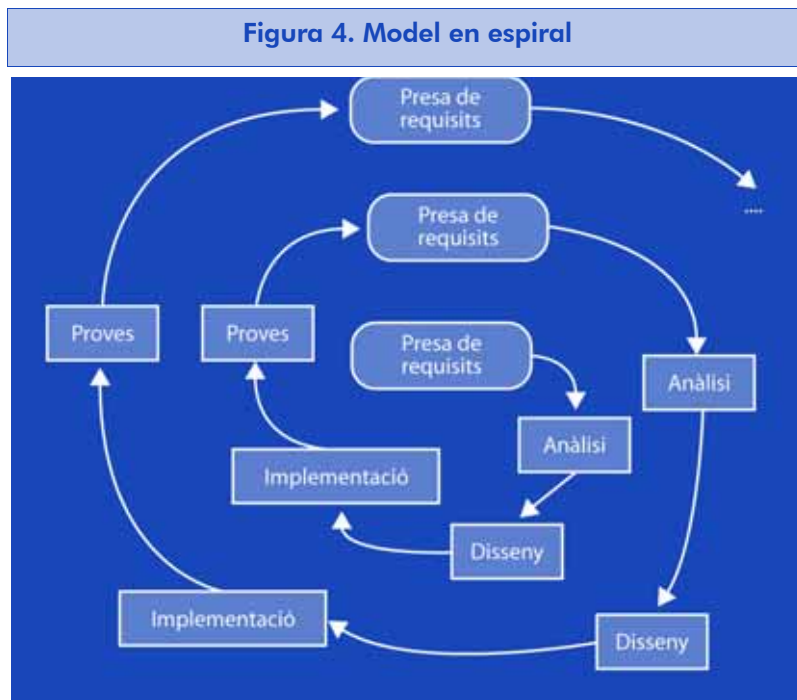 Figura 4. Model en espiral
Presa de
requisits
....
Presa de
requisits
Proves
Proves
Presa de
requisits
Anàlisi
Anàlisi
Implementació
Disseny
Implementació
Disseny